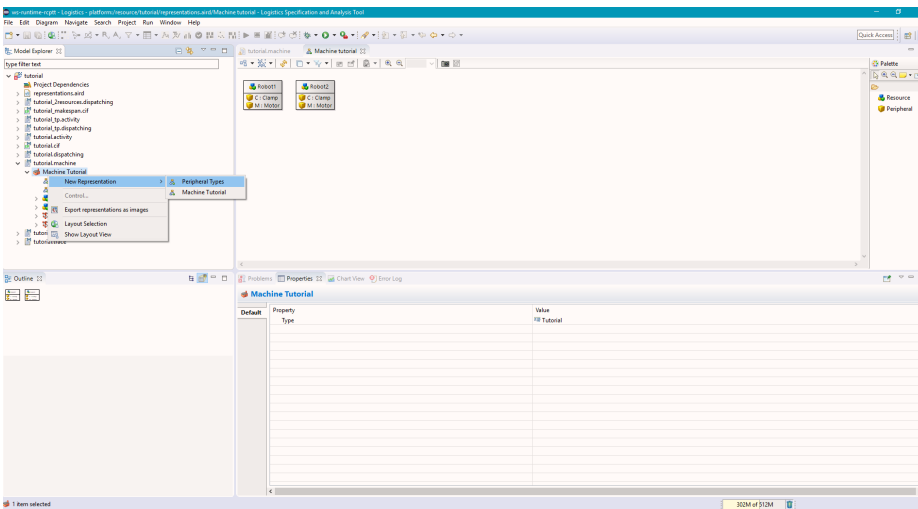 ws-runtime-rcptt - Logistics - platform:/resource/tutorial/representations.aird/Machine tutorial - Logistics Specification and Analysis Tool
File Edit Diagram Navigate Search Project Run Window Help
Quick Access
Model Explorer
type filter text
tutorial
Project Dependencies
representations.aird
tutorial_2resources.dispatching
tutorial_makespan.cif
tutorial_tp.activity
tutorial_tp.dispatching
tutorial.activity
tutorial.cif
tutorial.dispatching
tutorial.machine
Machine Tutorial
New Representation
Control...
Export representations as images
Layout Selection
Show Layout View
Peripheral Types
Machine Tutorial
tutorial.trace
tutorial.machine
Machine tutorial
Robot1
C : Clamp
M : Motor
Robot2
C : Clamp
M : Motor
Palette
Resource
Peripheral
Outline
Problems Properties Chart View Error Log
Machine Tutorial
Default
Property Value
Type Tutorial
1 item selected
302M of 512M